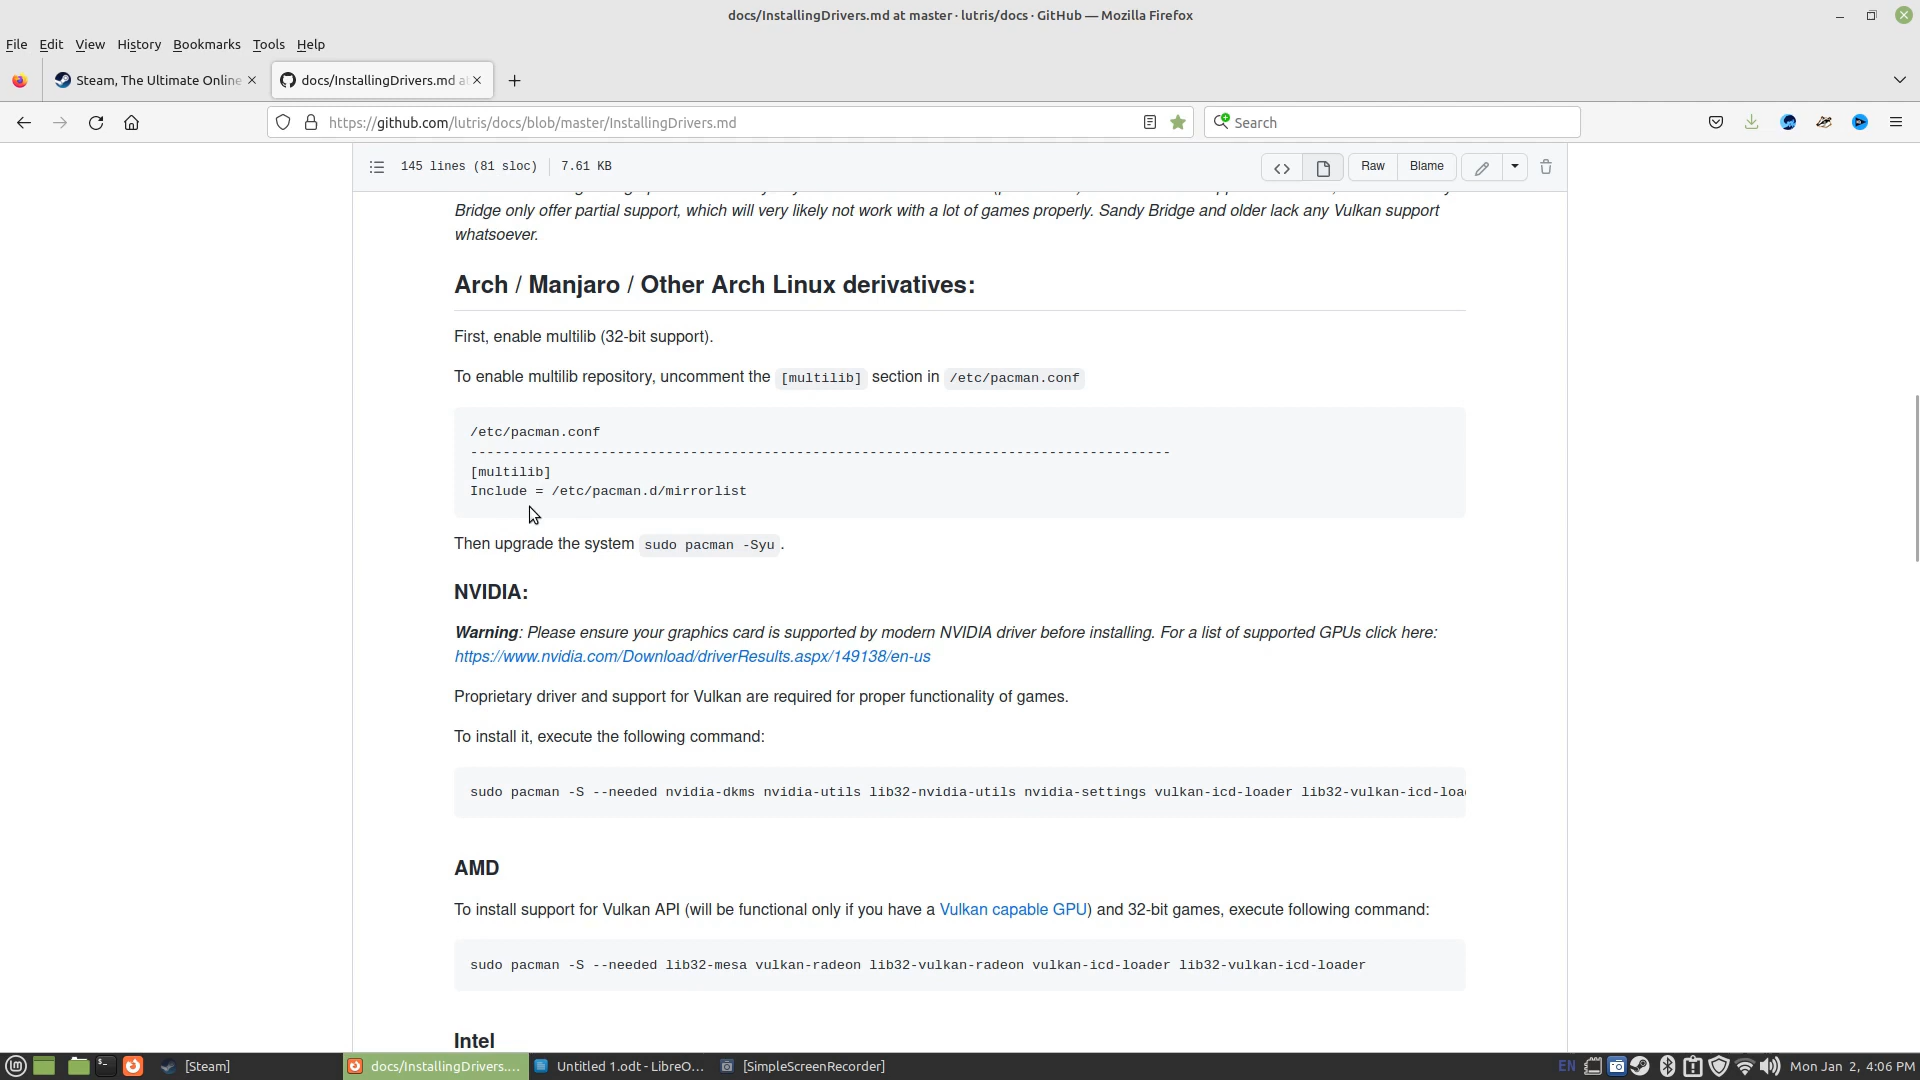 docs/InstallingDrivers.md at master · lutris/docs · GitHub — Mozilla Firefox
File Edit View History Bookmarks Tools Help
Steam, The Ultimate Online
docs/InstallingDrivers.md a
https://github.com/lutris/docs/blob/master/InstallingDrivers.md
Search
145 lines (81 sloc) 7.61 KB
Raw Blame
Bridge only offer partial support, which will very likely not work with a lot of games properly. Sandy Bridge and older lack any Vulkan support
whatsoever.
Arch / Manjaro / Other Arch Linux derivatives:
First, enable multilib (32-bit support).
To enable multilib repository, uncomment the [multilib] section in /etc/pacman.conf
/etc/pacman.conf
--------------------------------------------------------------------------------------
[multilib]
Include = /etc/pacman.d/mirrorlist
Then upgrade the system sudo pacman -Syu.
NVIDIA:
Warning: Please ensure your graphics card is supported by modern NVIDIA driver before installing. For a list of supported GPUs click here:
https://www.nvidia.com/Download/driverResults.aspx/149138/en-us
Proprietary driver and support for Vulkan are required for proper functionality of games.
To install it, execute the following command:
sudo pacman -S --needed nvidia-dkms nvidia-utils lib32-nvidia-utils nvidia-settings vulkan-icd-loader lib32-vulkan-icd-loa
AMD
To install support for Vulkan API (will be functional only if you have a Vulkan capable GPU) and 32-bit games, execute following command:
sudo pacman -S --needed lib32-mesa vulkan-radeon lib32-vulkan-radeon vulkan-icd-loader lib32-vulkan-icd-loader
Intel
[Steam]
docs/InstallingDrivers....
Untitled 1.odt - LibreO...
[SimpleScreenRecorder]
EN
Mon Jan 2, 4:06 PM